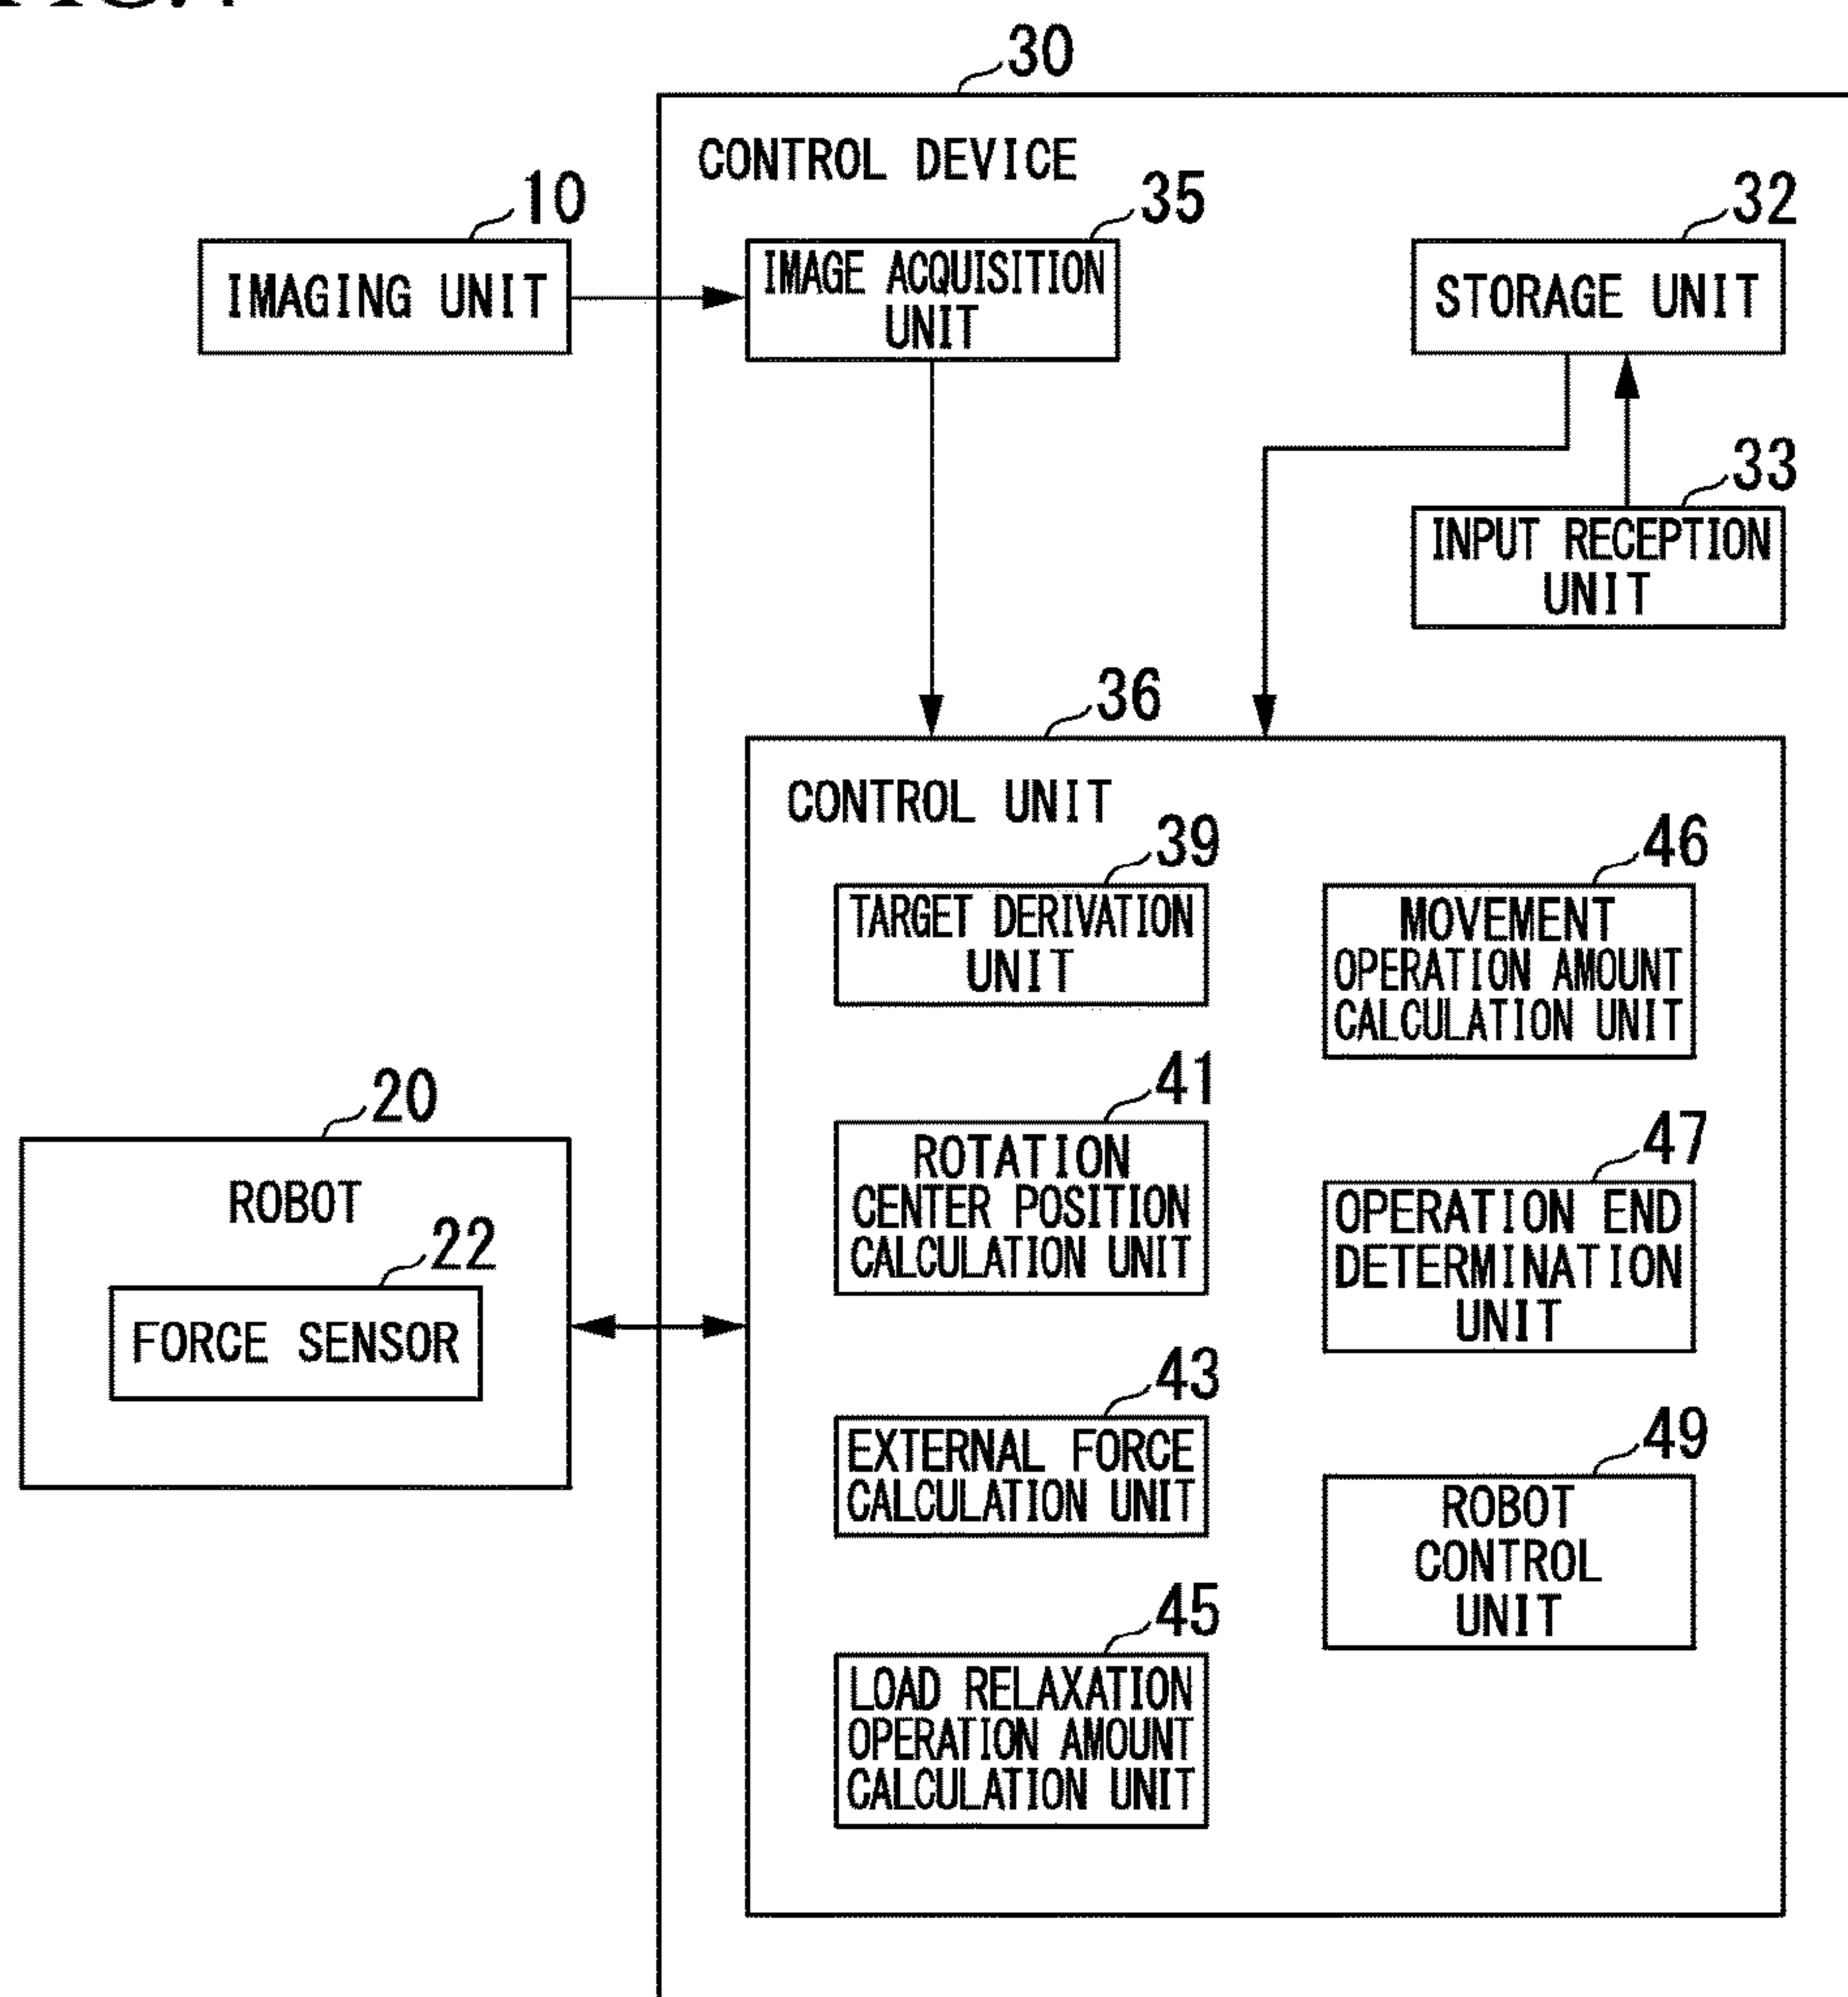 30
CONTROL DEVICE
10
35
32
IMAGING UNIT
IMAGE ACQUISITION
UNIT
STORAGE UNIT
33
INPUT RECEPTION
UNIT
36
CONTROL UNIT
39
TARGET DERIVATION
UNIT
46
MOVEMENT
OPERATION AMOUNT
CALCULATION UNIT
20
ROBOT
22
FORCE SENSOR
41
ROTATION
CENTER POSITION
CALCULATION UNIT
47
OPERATION END
DETERMINATION
UNIT
43
EXTERNAL FORCE
CALCULATION UNIT
49
ROBOT
CONTROL
UNIT
45
LOAD RELAXATION
OPERATION AMOUNT
CALCULATION UNIT